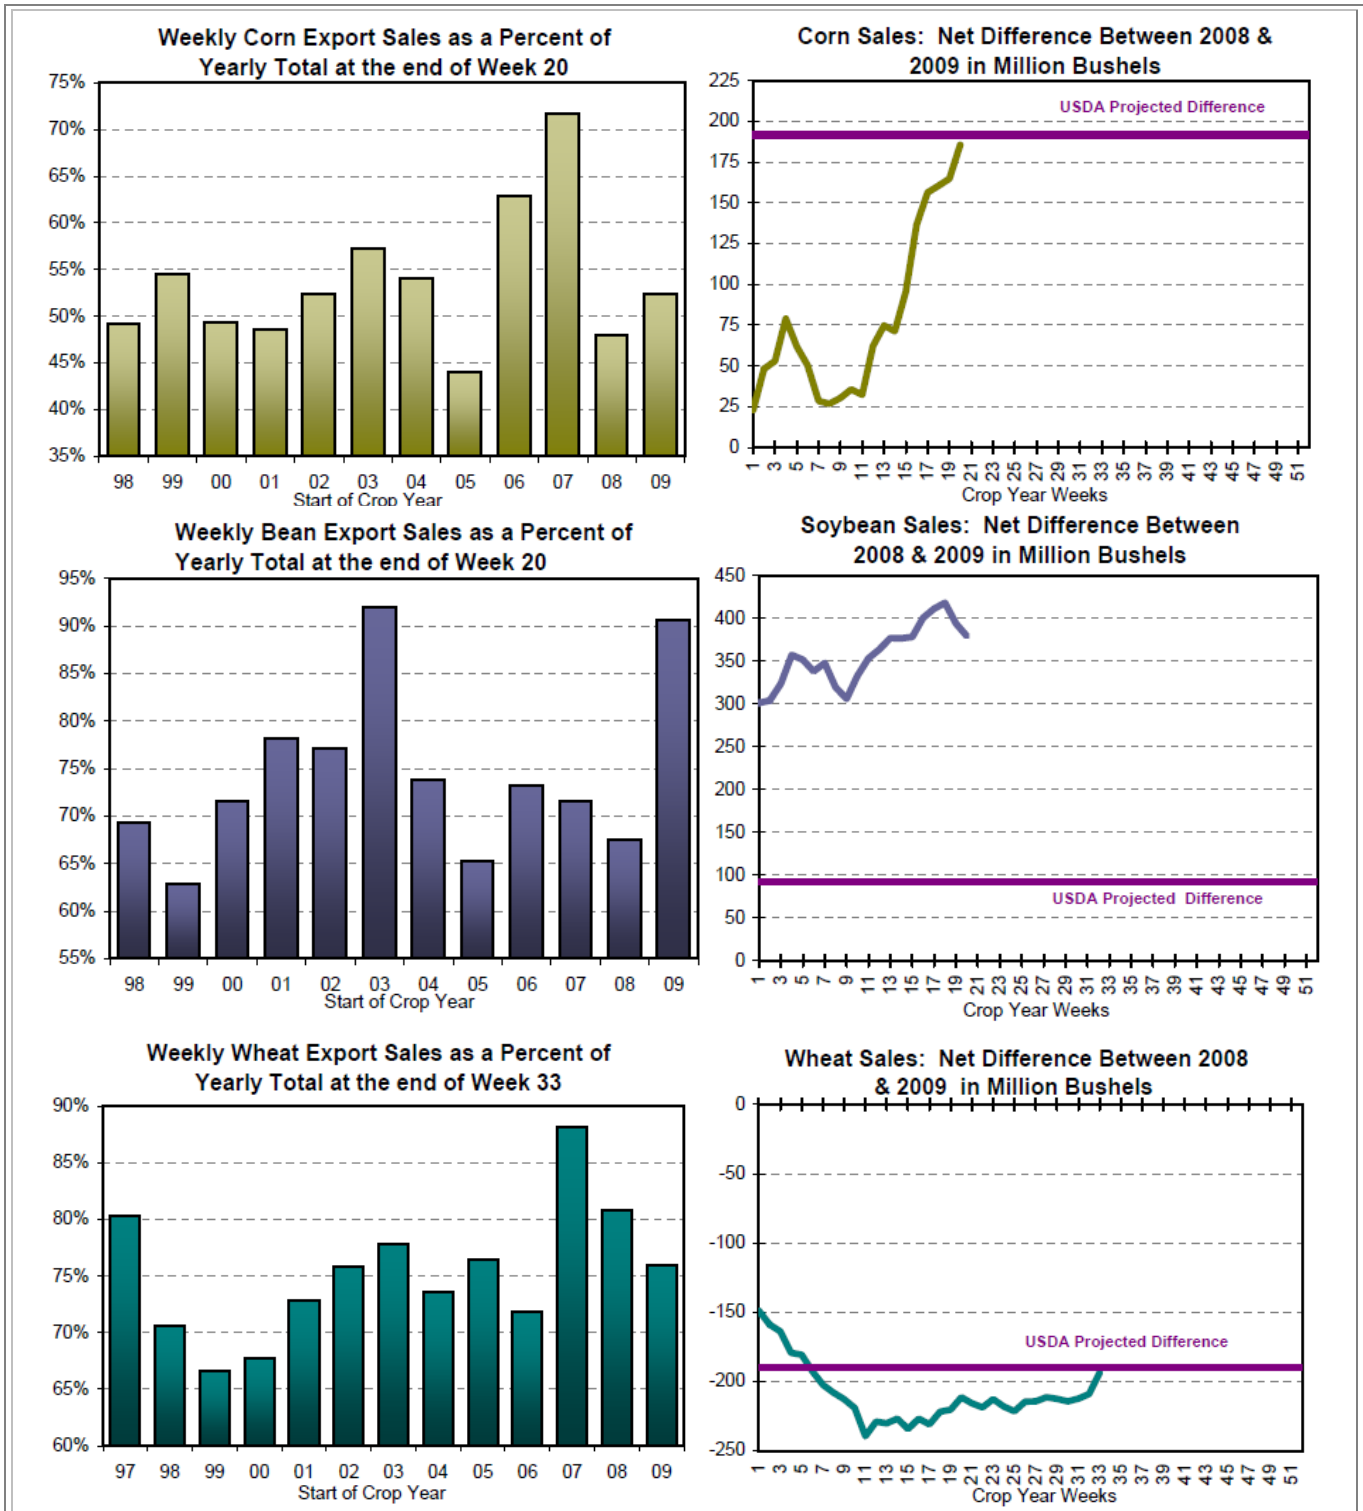 Weekly Corn Export Sales as a Percent of
Yearly Total at the end of Week 20
75%
70%
65%
60%
55%
50%
45%
40%
35%
98 99 00 01 02 03 04 05 06 07 08 09
Start of Crop Year
Corn Sales:  Net Difference Between 2008 &
2009 in Million Bushels
225
200
175
150
125
100
75
50
25
0
USDA Projected Difference
1 3 5 7 9 11 13 15 17 19 21 23 25 27 29 31 33 35 37 39 41 43 45 47 49 51
Crop Year Weeks
Weekly Bean Export Sales as a Percent of
Yearly Total at the end of Week 20
95%
90%
85%
80%
75%
70%
65%
60%
55%
98 99 00 01 02 03 04 05 06 07 08 09
Start of Crop Year
Soybean Sales:  Net Difference Between
2008 & 2009 in Million Bushels
450
400
350
300
250
200
150
100
50
0
USDA Projected  Difference
1 3 5 7 9 11 13 15 17 19 21 23 25 27 29 31 33 35 37 39 41 43 45 47 49 51
Crop Year Weeks
Weekly Wheat Export Sales as a Percent of
Yearly Total at the end of Week 33
90%
85%
80%
75%
70%
65%
60%
97 98 99 00 01 02 03 04 05 06 07 08 09
Start of Crop Year
Wheat Sales:  Net Difference Between 2008
& 2009  in Million Bushels
0
-50
-100
-150
-200
-250
USDA Projected Difference
1 3 5 7 9 11 13 15 17 19 21 23 25 27 29 31 33 35 37 39 41 43 45 47 49 51
Crop Year Weeks